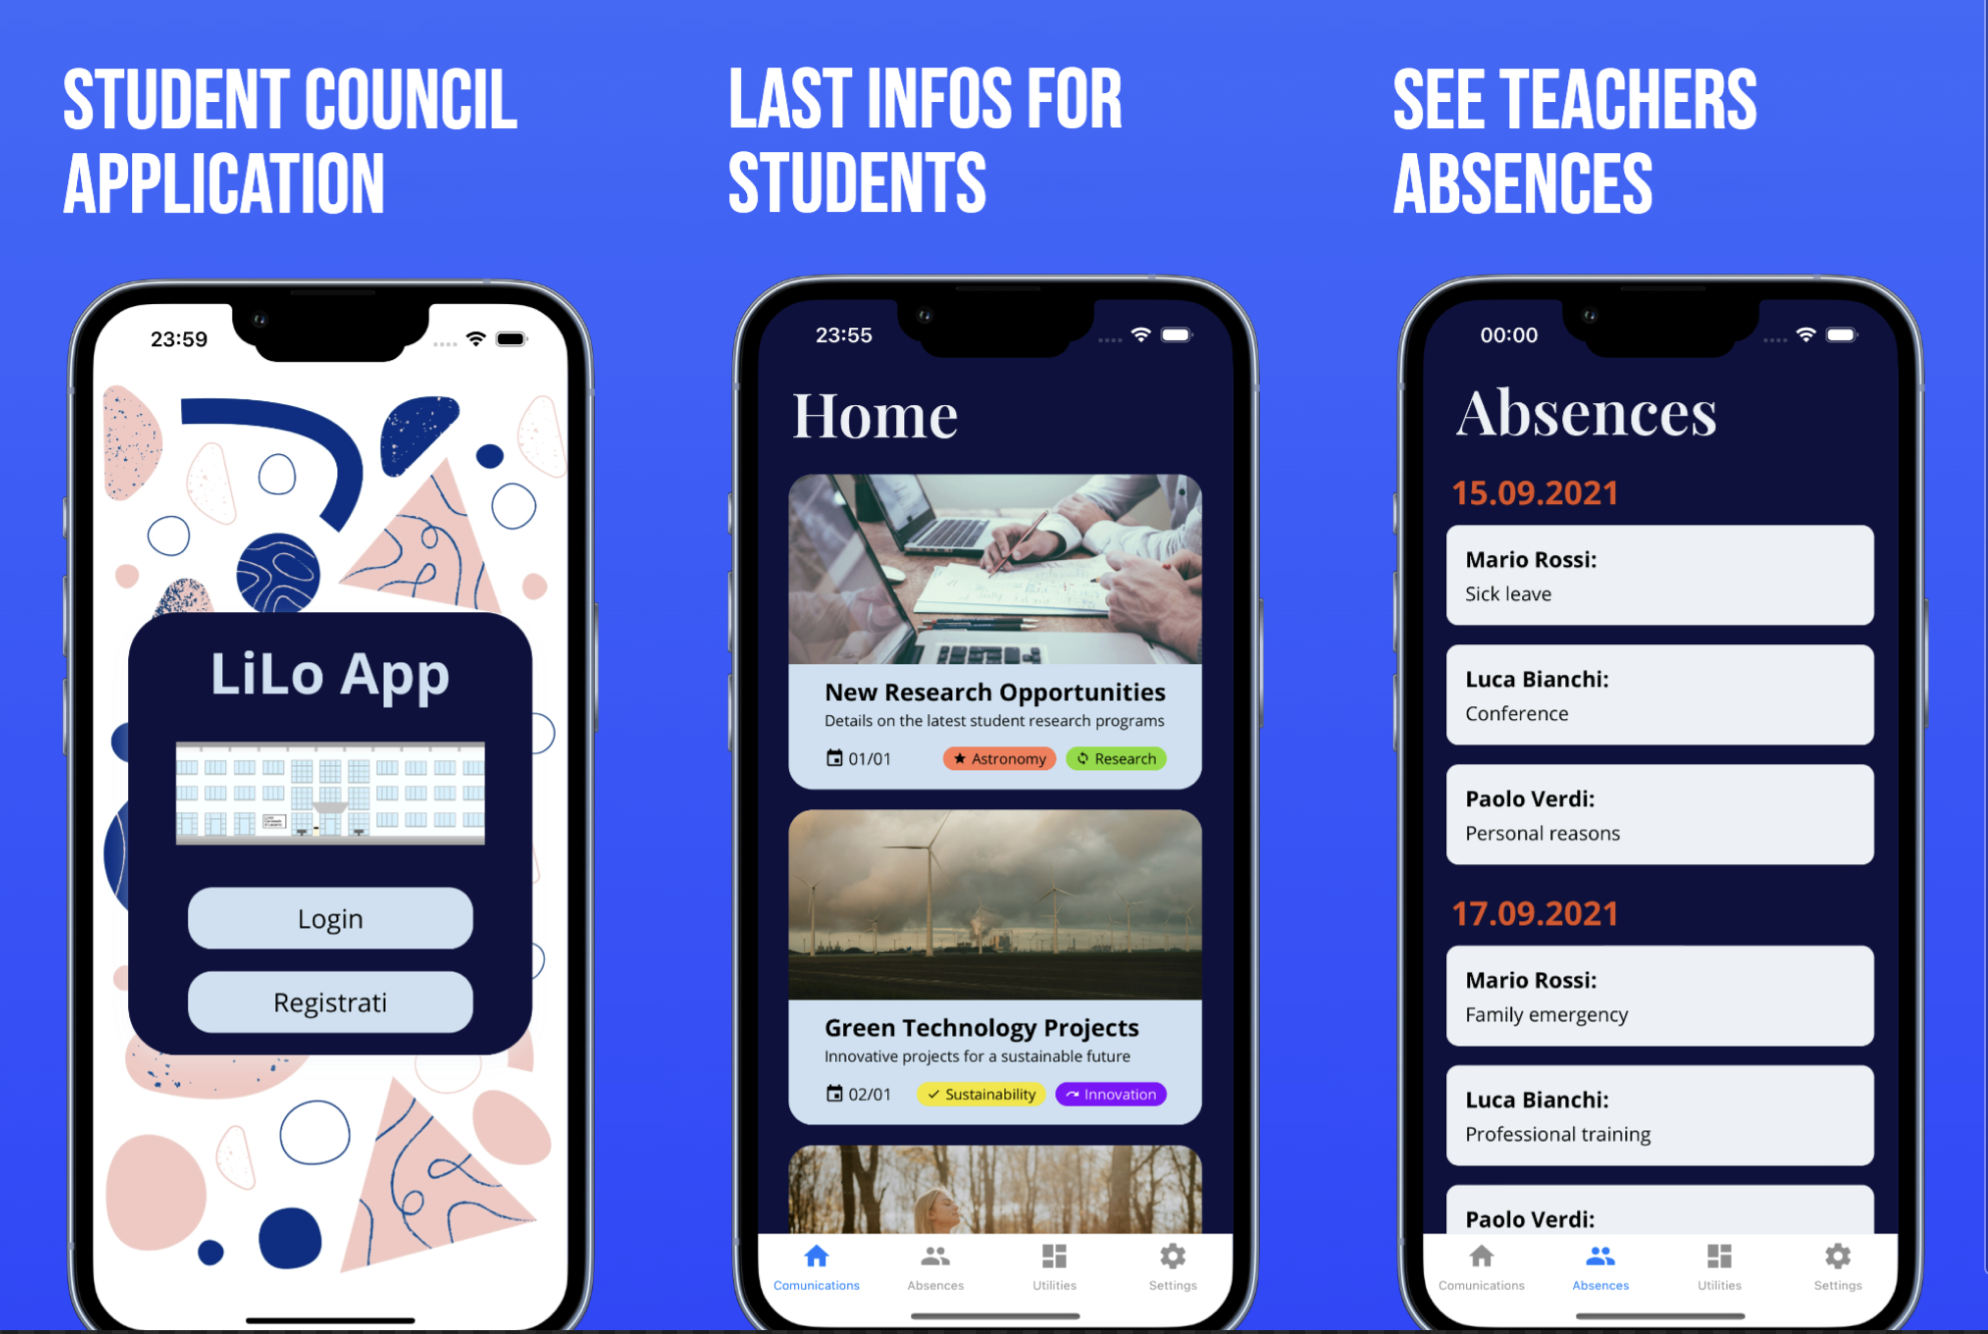 STUDENT COUNCIL
APPLICATION
23:59
LiLo App
Login
Registrati
LAST INFOS FOR
STUDENTS
23:55
Home
New Research Opportunities
Details on the latest student research programs
01/01 Astronomy Research
Green Technology Projects
Innovative projects for a sustainable future
02/01 Sustainability Innovation
Comunications Absences Utilities Settings
SEE TEACHERS
ABSENCES
00:00
Absences
15.09.2021
Mario Rossi:
Sick leave
Luca Bianchi:
Conference
Paolo Verdi:
Personal reasons
17.09.2021
Mario Rossi:
Family emergency
Luca Bianchi:
Professional training
Paolo Verdi:
Comunications Absences Utilities Settings